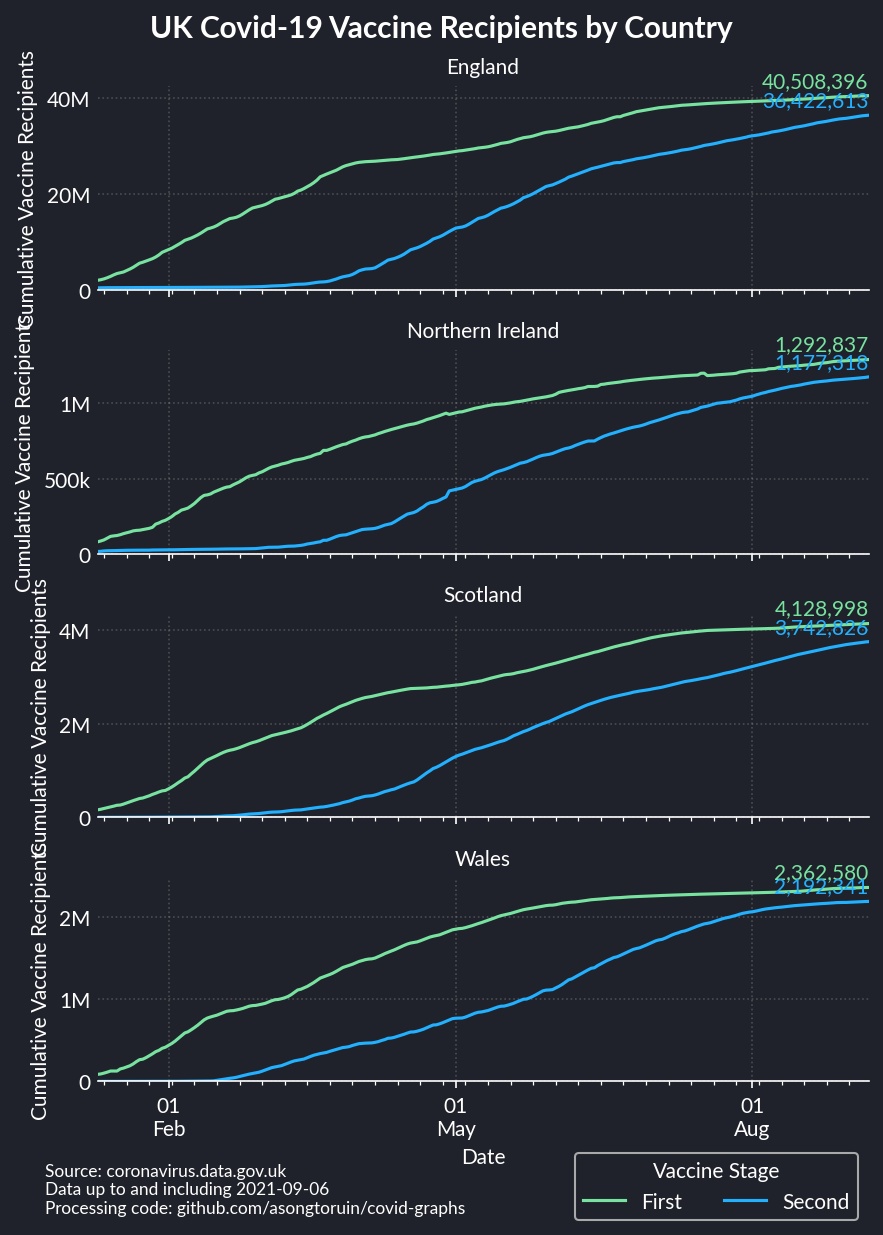 UK Covid-19 Vaccine Recipients by Country
England
Cumulative Vaccine Recipients
40M
20M
0
40,508,396
36,422,613
Northern Ireland
Cumulative Vaccine Recipients
1M
500k
0
1,292,837
1,177,318
Scotland
Cumulative Vaccine Recipients
4M
2M
0
4,128,998
3,742,826
Wales
Cumulative Vaccine Recipients
2M
1M
0
2,362,580
2,192,341
01 01 01
Feb May Aug
Date
Source: coronavirus.data.gov.uk
Data up to and including 2021-09-06
Processing code: github.com/asongtoruin/covid-graphs
Vaccine Stage
First Second